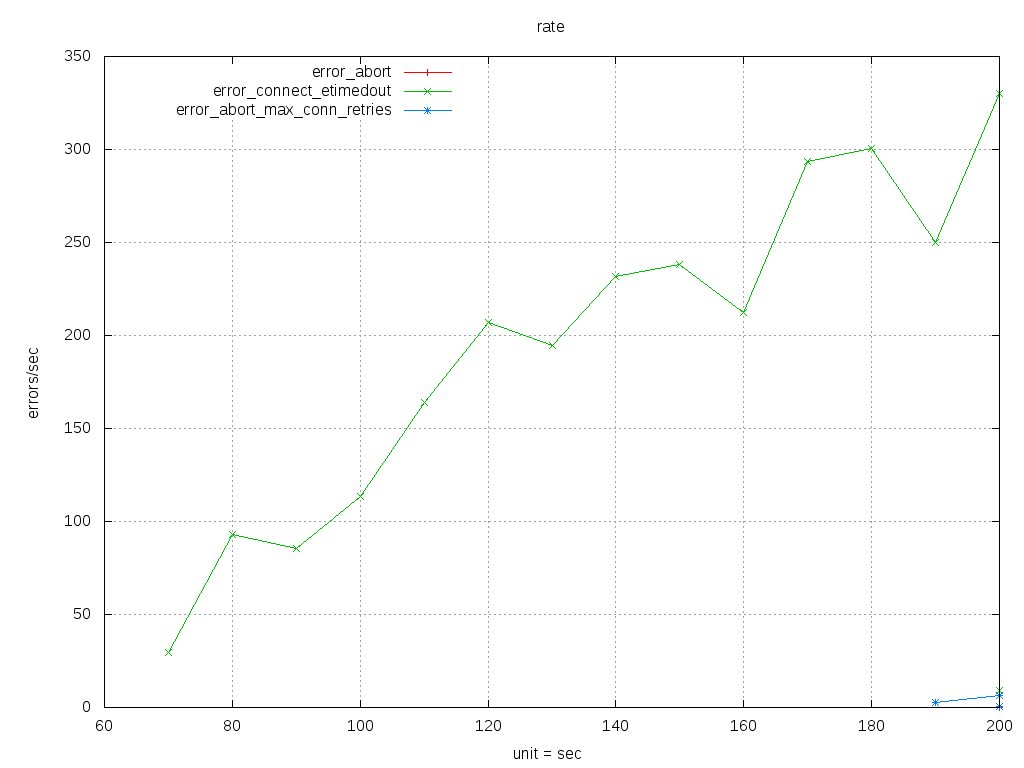 rate
350
300
250
200
150
100
50
0
errors/sec
error_abort
error_connect_etimedout
error_abort_max_conn_retries
60 80 100 120 140 160 180 200
unit = sec